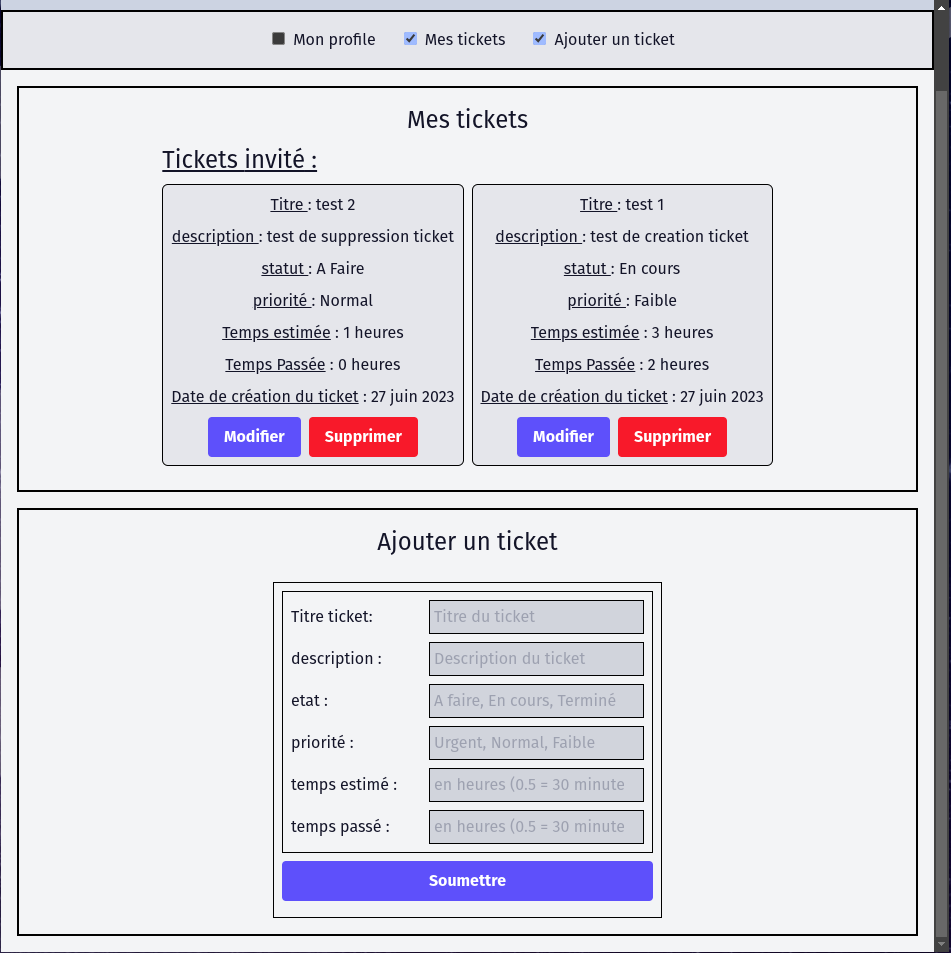 Mon profile Mes tickets Ajouter un ticket
Mes tickets
Tickets invité :
Titre : test 2
description : test de suppression ticket
statut : A Faire
priorité : Normal
Temps estimée : 1 heures
Temps Passée : 0 heures
Date de création du ticket : 27 juin 2023
Modifier Supprimer
Titre : test 1
description : test de creation ticket
statut : En cours
priorité : Faible
Temps estimée : 3 heures
Temps Passée : 2 heures
Date de création du ticket : 27 juin 2023
Modifier Supprimer
Ajouter un ticket
Titre ticket: Titre du ticket
description : Description du ticket
etat : A faire, En cours, Terminé
priorité : Urgent, Normal, Faible
temps estimé : en heures (0.5 = 30 minute
temps passé : en heures (0.5 = 30 minute
Soumettre